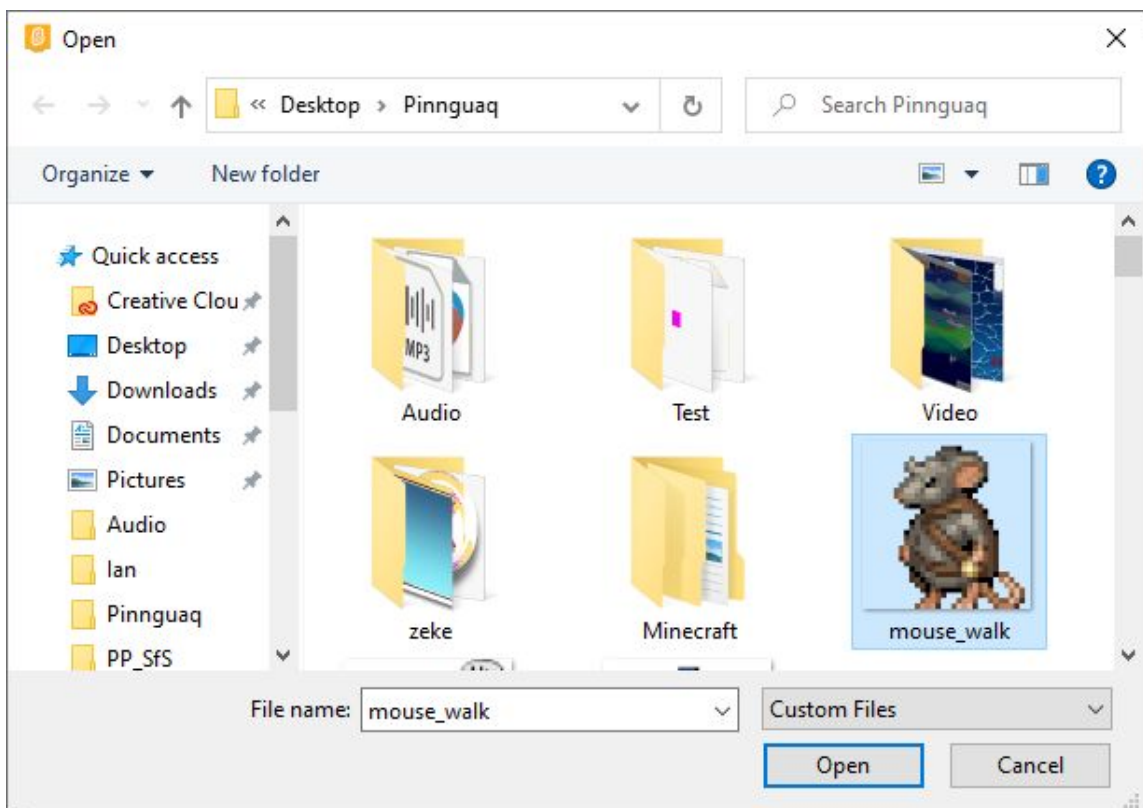 Open
« Desktop › Pinnguaq
Search Pinnguaq
Organize
New folder
?
Quick access
Creative Clou
Desktop
Downloads
Documents
Pictures
Audio
Ian
Pinnguaq
PP_SfS
MP3
Audio
Test
Video
zeke
Minecraft
mouse_walk
File name:
mouse_walk
Custom Files
Open
Cancel